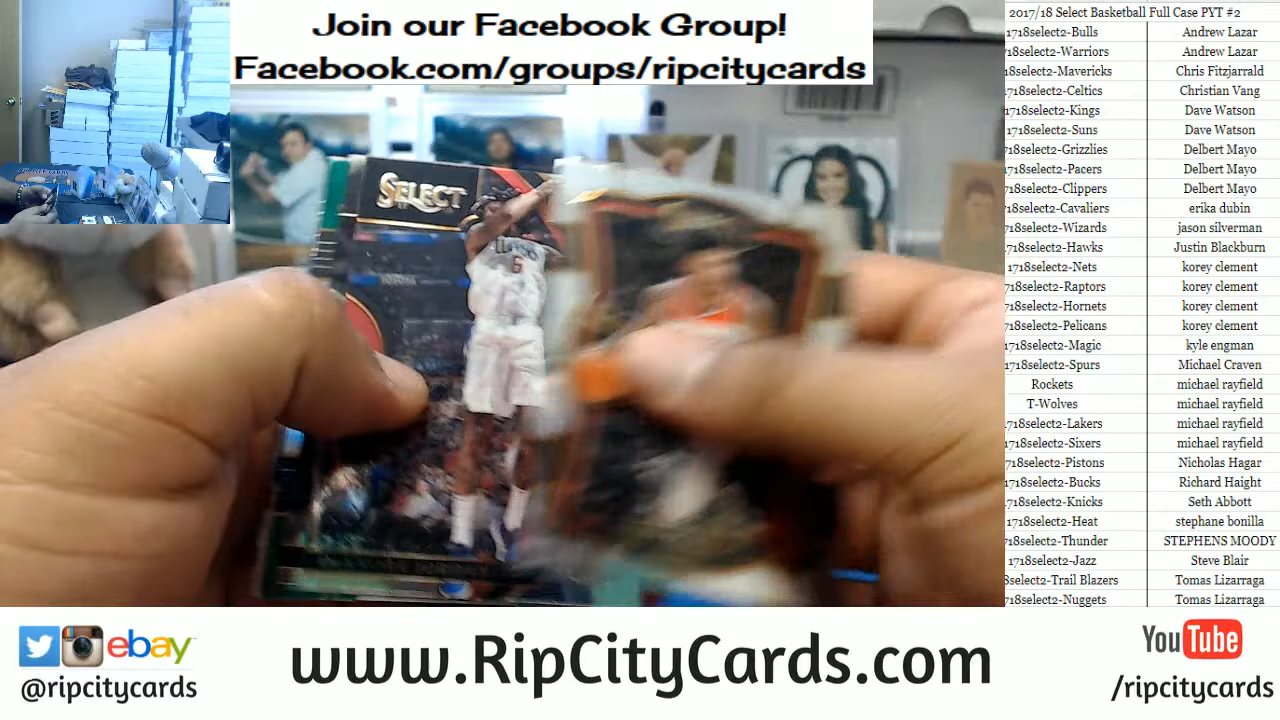 Join our Facebook Group!
Facebook.com/groups/ripcitycards
SELECT
2017/18 Select Basketball Full Case PYT #2
1718select2-Bulls Andrew Lazar
1718select2-Warriors Andrew Lazar
18select2-Mavericks Chris Fitzjarrald
1718select2-Celtics Christian Vang
1718select2-Kings Dave Watson
1718select2-Suns Dave Watson
718select2-Grizzlies Delbert Mayo
1718select2-Pacers Delbert Mayo
718select2-Clippers Delbert Mayo
718select2-Cavaliers erika dubin
718select2-Wizards jason silverman
718select2-Hawks Justin Blackburn
1718select2-Nets korey clement
718select2-Raptors korey clement
718select2-Hornets korey clement
718select2-Pelicans korey clement
1718select2-Magic kyle engman
1718select2-Spurs Michael Craven
Rockets michael rayfield
T-Wolves michael rayfield
718select2-Lakers michael rayfield
718select2-Sixers michael rayfield
1718select2-Pistons Nicholas Hagar
1718select2-Bucks Richard Haight
718select2-Knicks Seth Abbott
1718select2-Heat stephane bonilla
718select2-Thunder STEPHENS MOODY
1718select2-Jazz Steve Blair
8select2-Trail Blazers Tomas Lizarraga
718select2-Nuggets Tomas Lizarraga
ebay
@ripcitycards
www.RipCityCards.com
YouTube
/ripcitycards